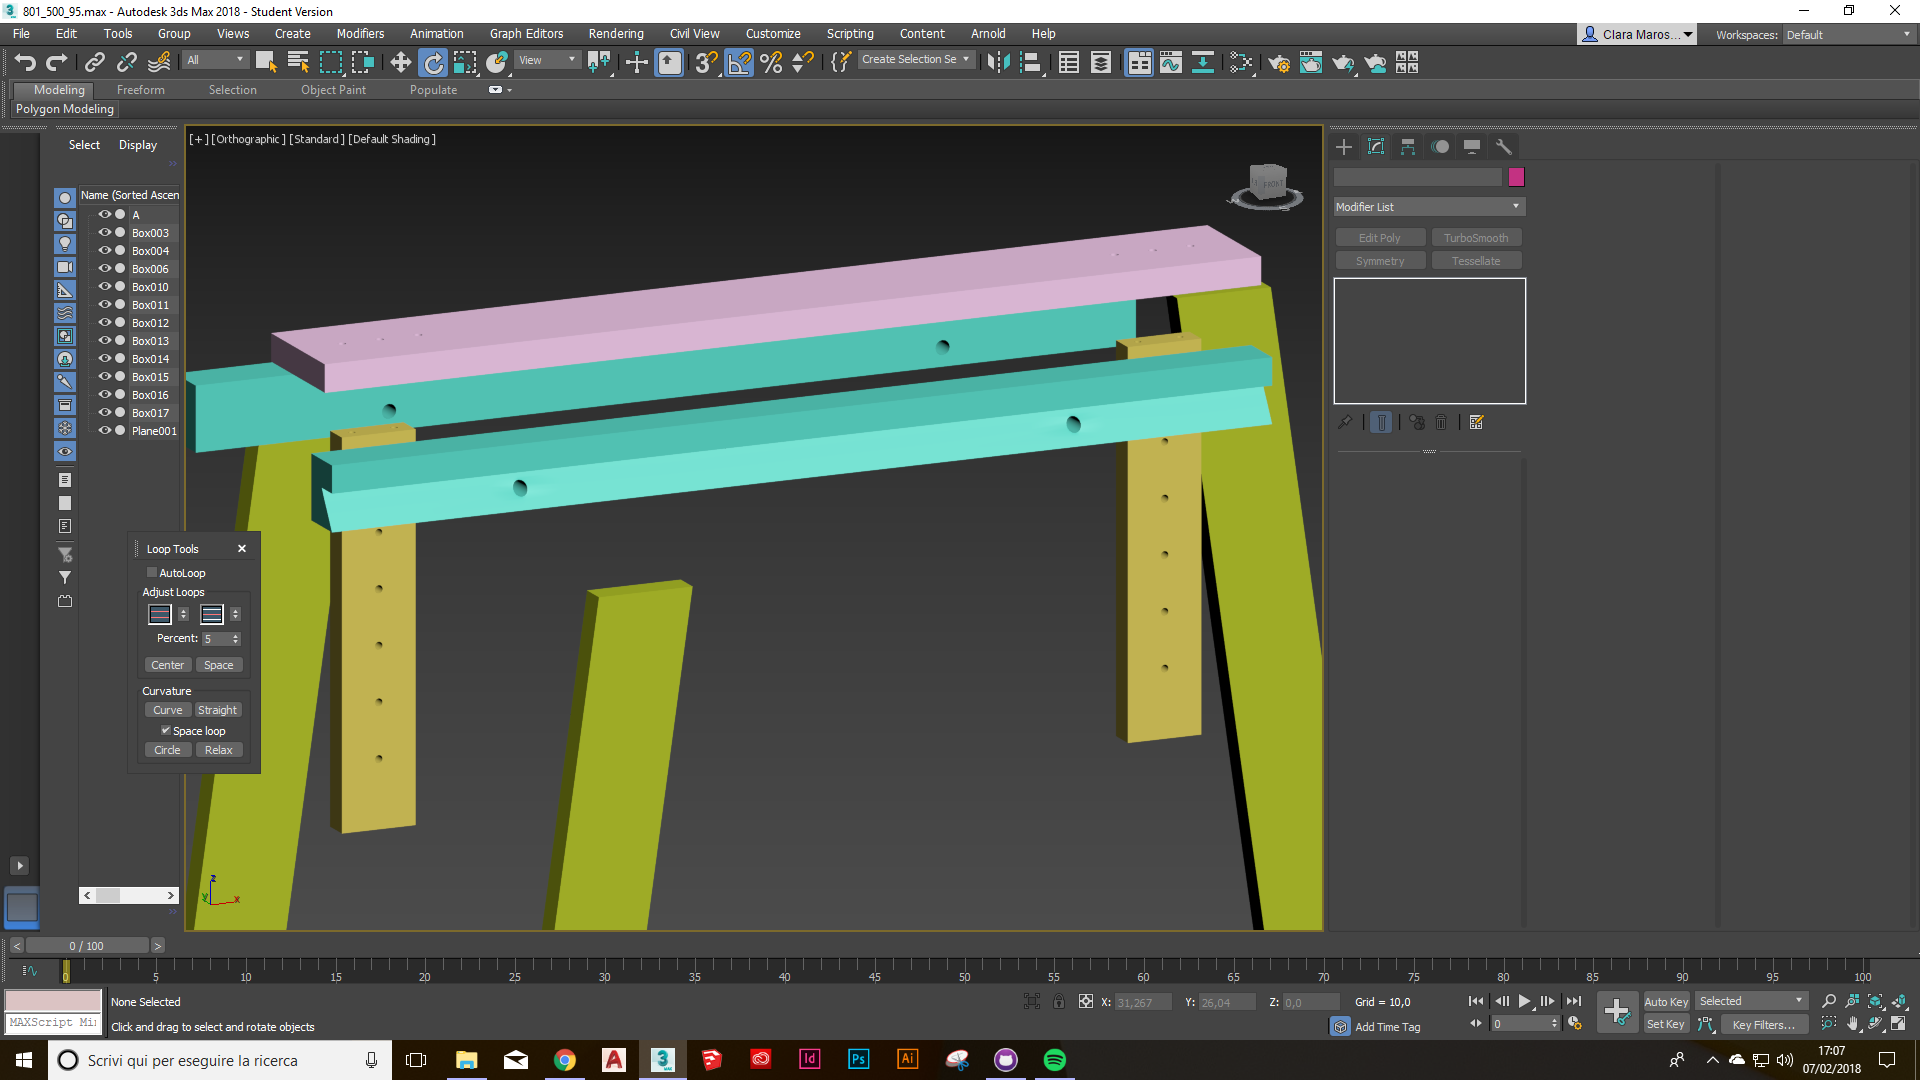 801_500_95.max - Autodesk 3ds Max 2018 - Student Version
File Edit Tools Group Views Create Modifiers Animation Graph Editors Rendering Civil View Customize Scripting Content Arnold Help
Clara Maros... Workspaces: Default
All View Create Selection Se
Modeling Freeform Selection Object Paint Populate
Polygon Modeling
Select Display
[+] [Orthographic] [Standard] [Default Shading]
FRONT
Name (Sorted Ascen
A
Box003
Box004
Box006
Box010
Box011
Box012
Box013
Box014
Box015
Box016
Box017
Plane001
Modifier List
Edit Poly TurboSmooth
Symmetry Tessellate
Loop Tools
AutoLoop
Adjust Loops
Percent: 5
Center Space
Curvature
Curve Straight
Space loop
Circle Relax
z
y x
0 / 100
0 5 10 15 20 25 30 35 40 45 50 55 60 65 70 75 80 85 90 95 100
None Selected
X: 31,267 Y: 26,04 Z: 0,0 Grid = 10,0
Auto Key Selected
MAXScript Mi
Click and drag to select and rotate objects
Add Time Tag
0
Set Key Key Filters...
Scrivi qui per eseguire la ricerca
17:07
07/02/2018